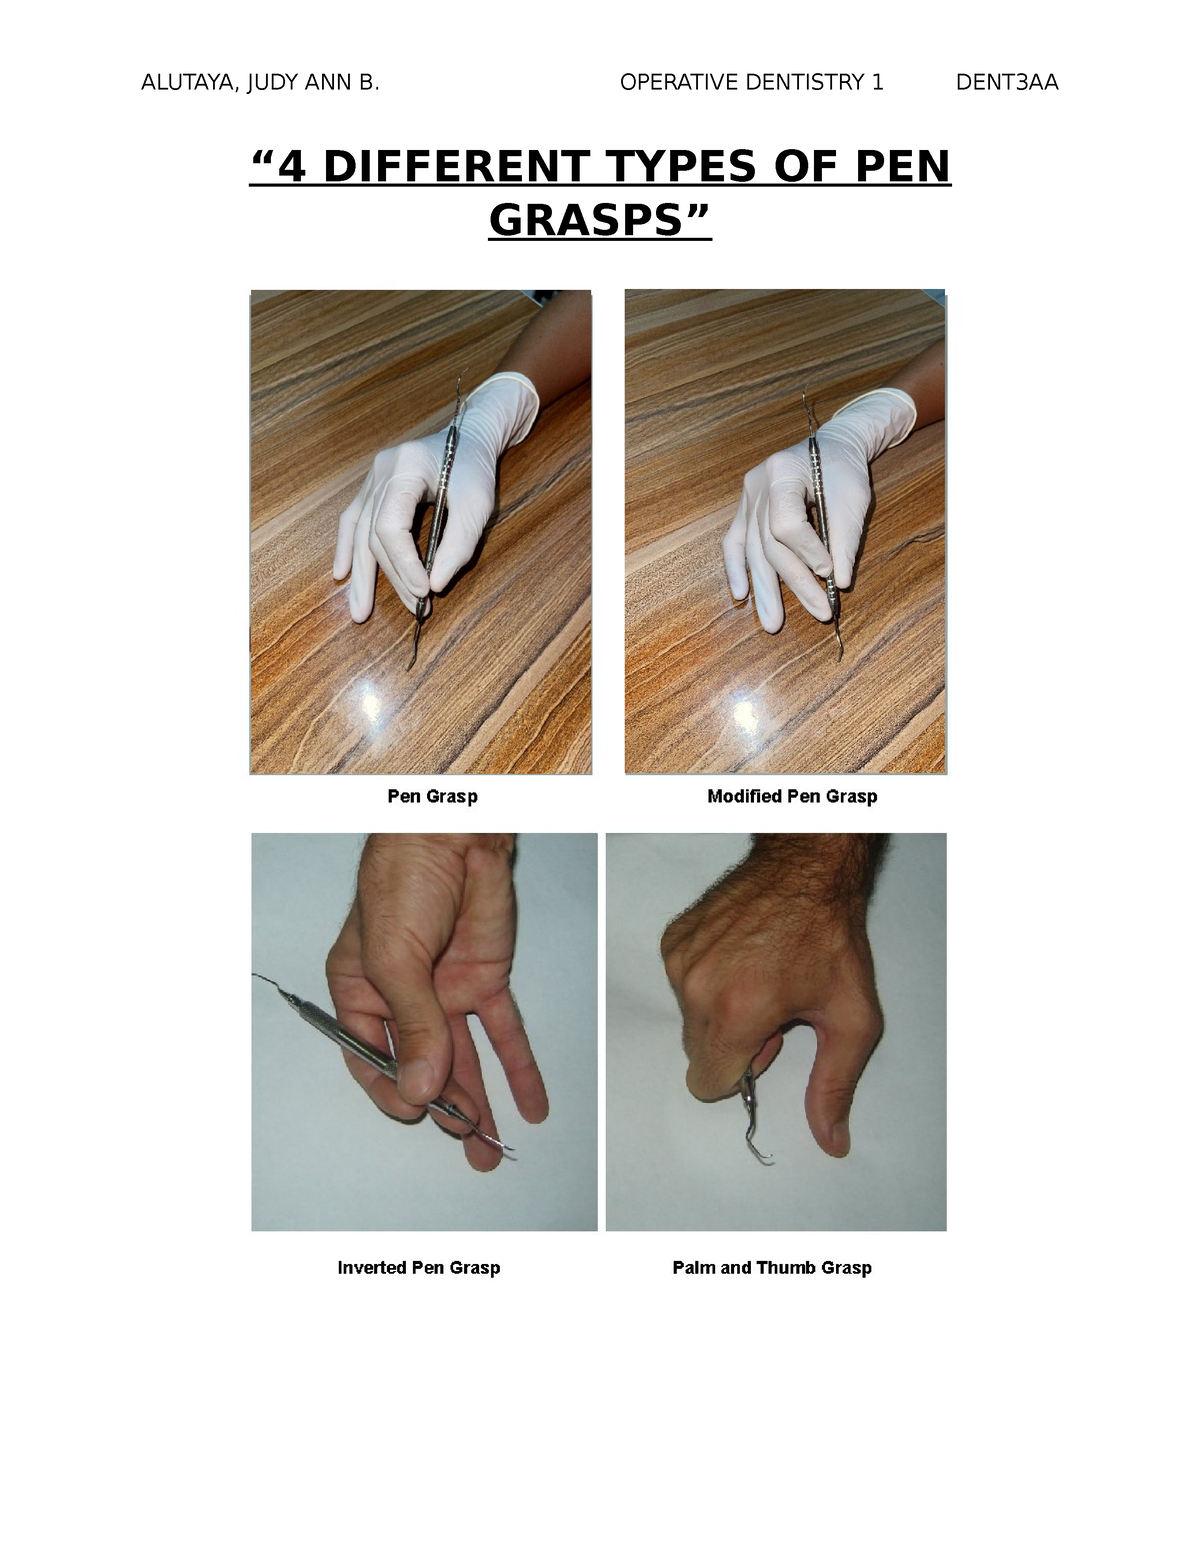 ALUTAYA, JUDY ANN B. OPERATIVE DENTISTRY 1 DENT3AA
“4 DIFFERENT TYPES OF PEN
GRASPS”
Pen Grasp Modified Pen Grasp
Inverted Pen Grasp Palm and Thumb Grasp